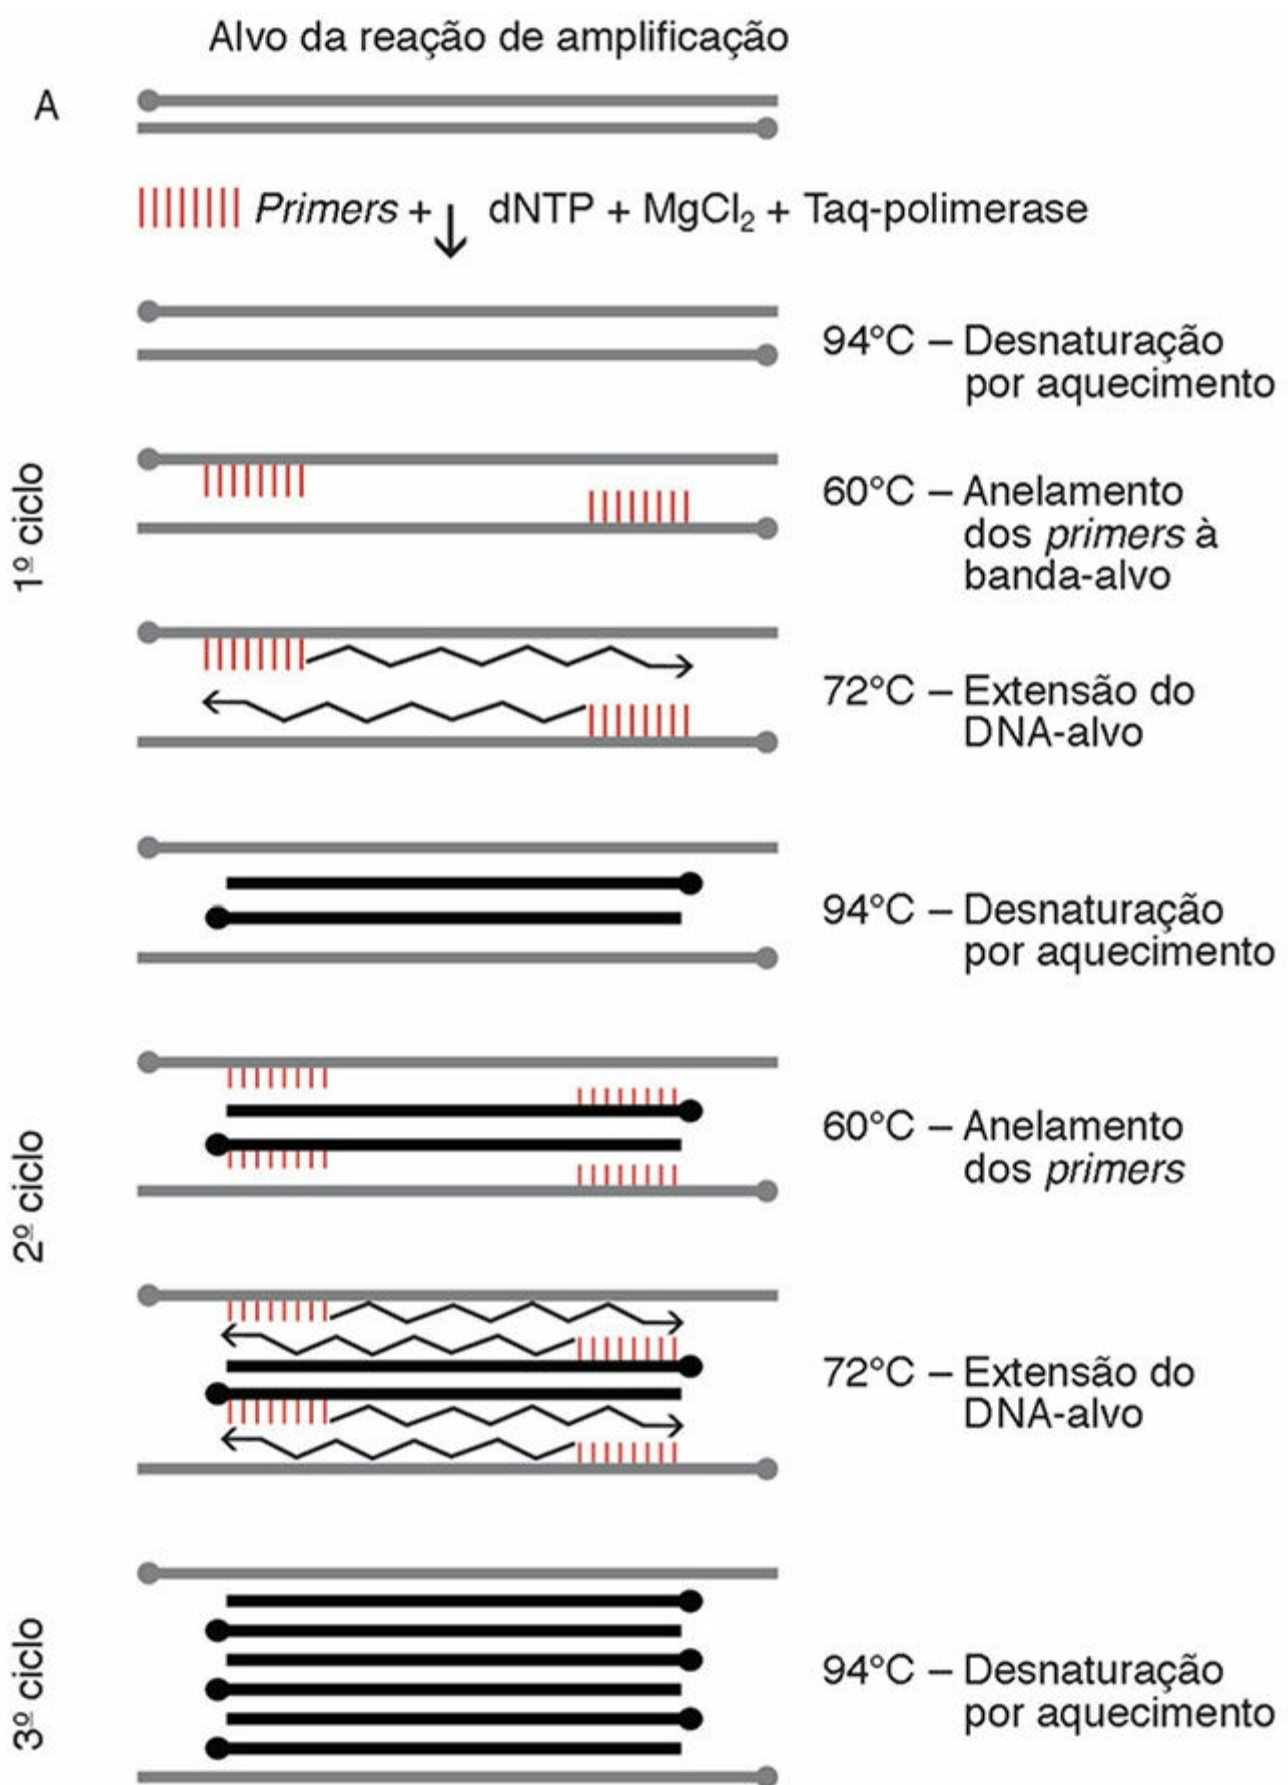 Alvo da reação de amplificação
A
Primers + dNTP + MgCl₂ + Taq-polimerase
1º ciclo
94°C – Desnaturação
por aquecimento
60°C – Anelamento
dos primers à
banda-alvo
72°C – Extensão do
DNA-alvo
2º ciclo
94°C – Desnaturação
por aquecimento
60°C – Anelamento
dos primers
72°C – Extensão do
DNA-alvo
3º ciclo
94°C – Desnaturação
por aquecimento